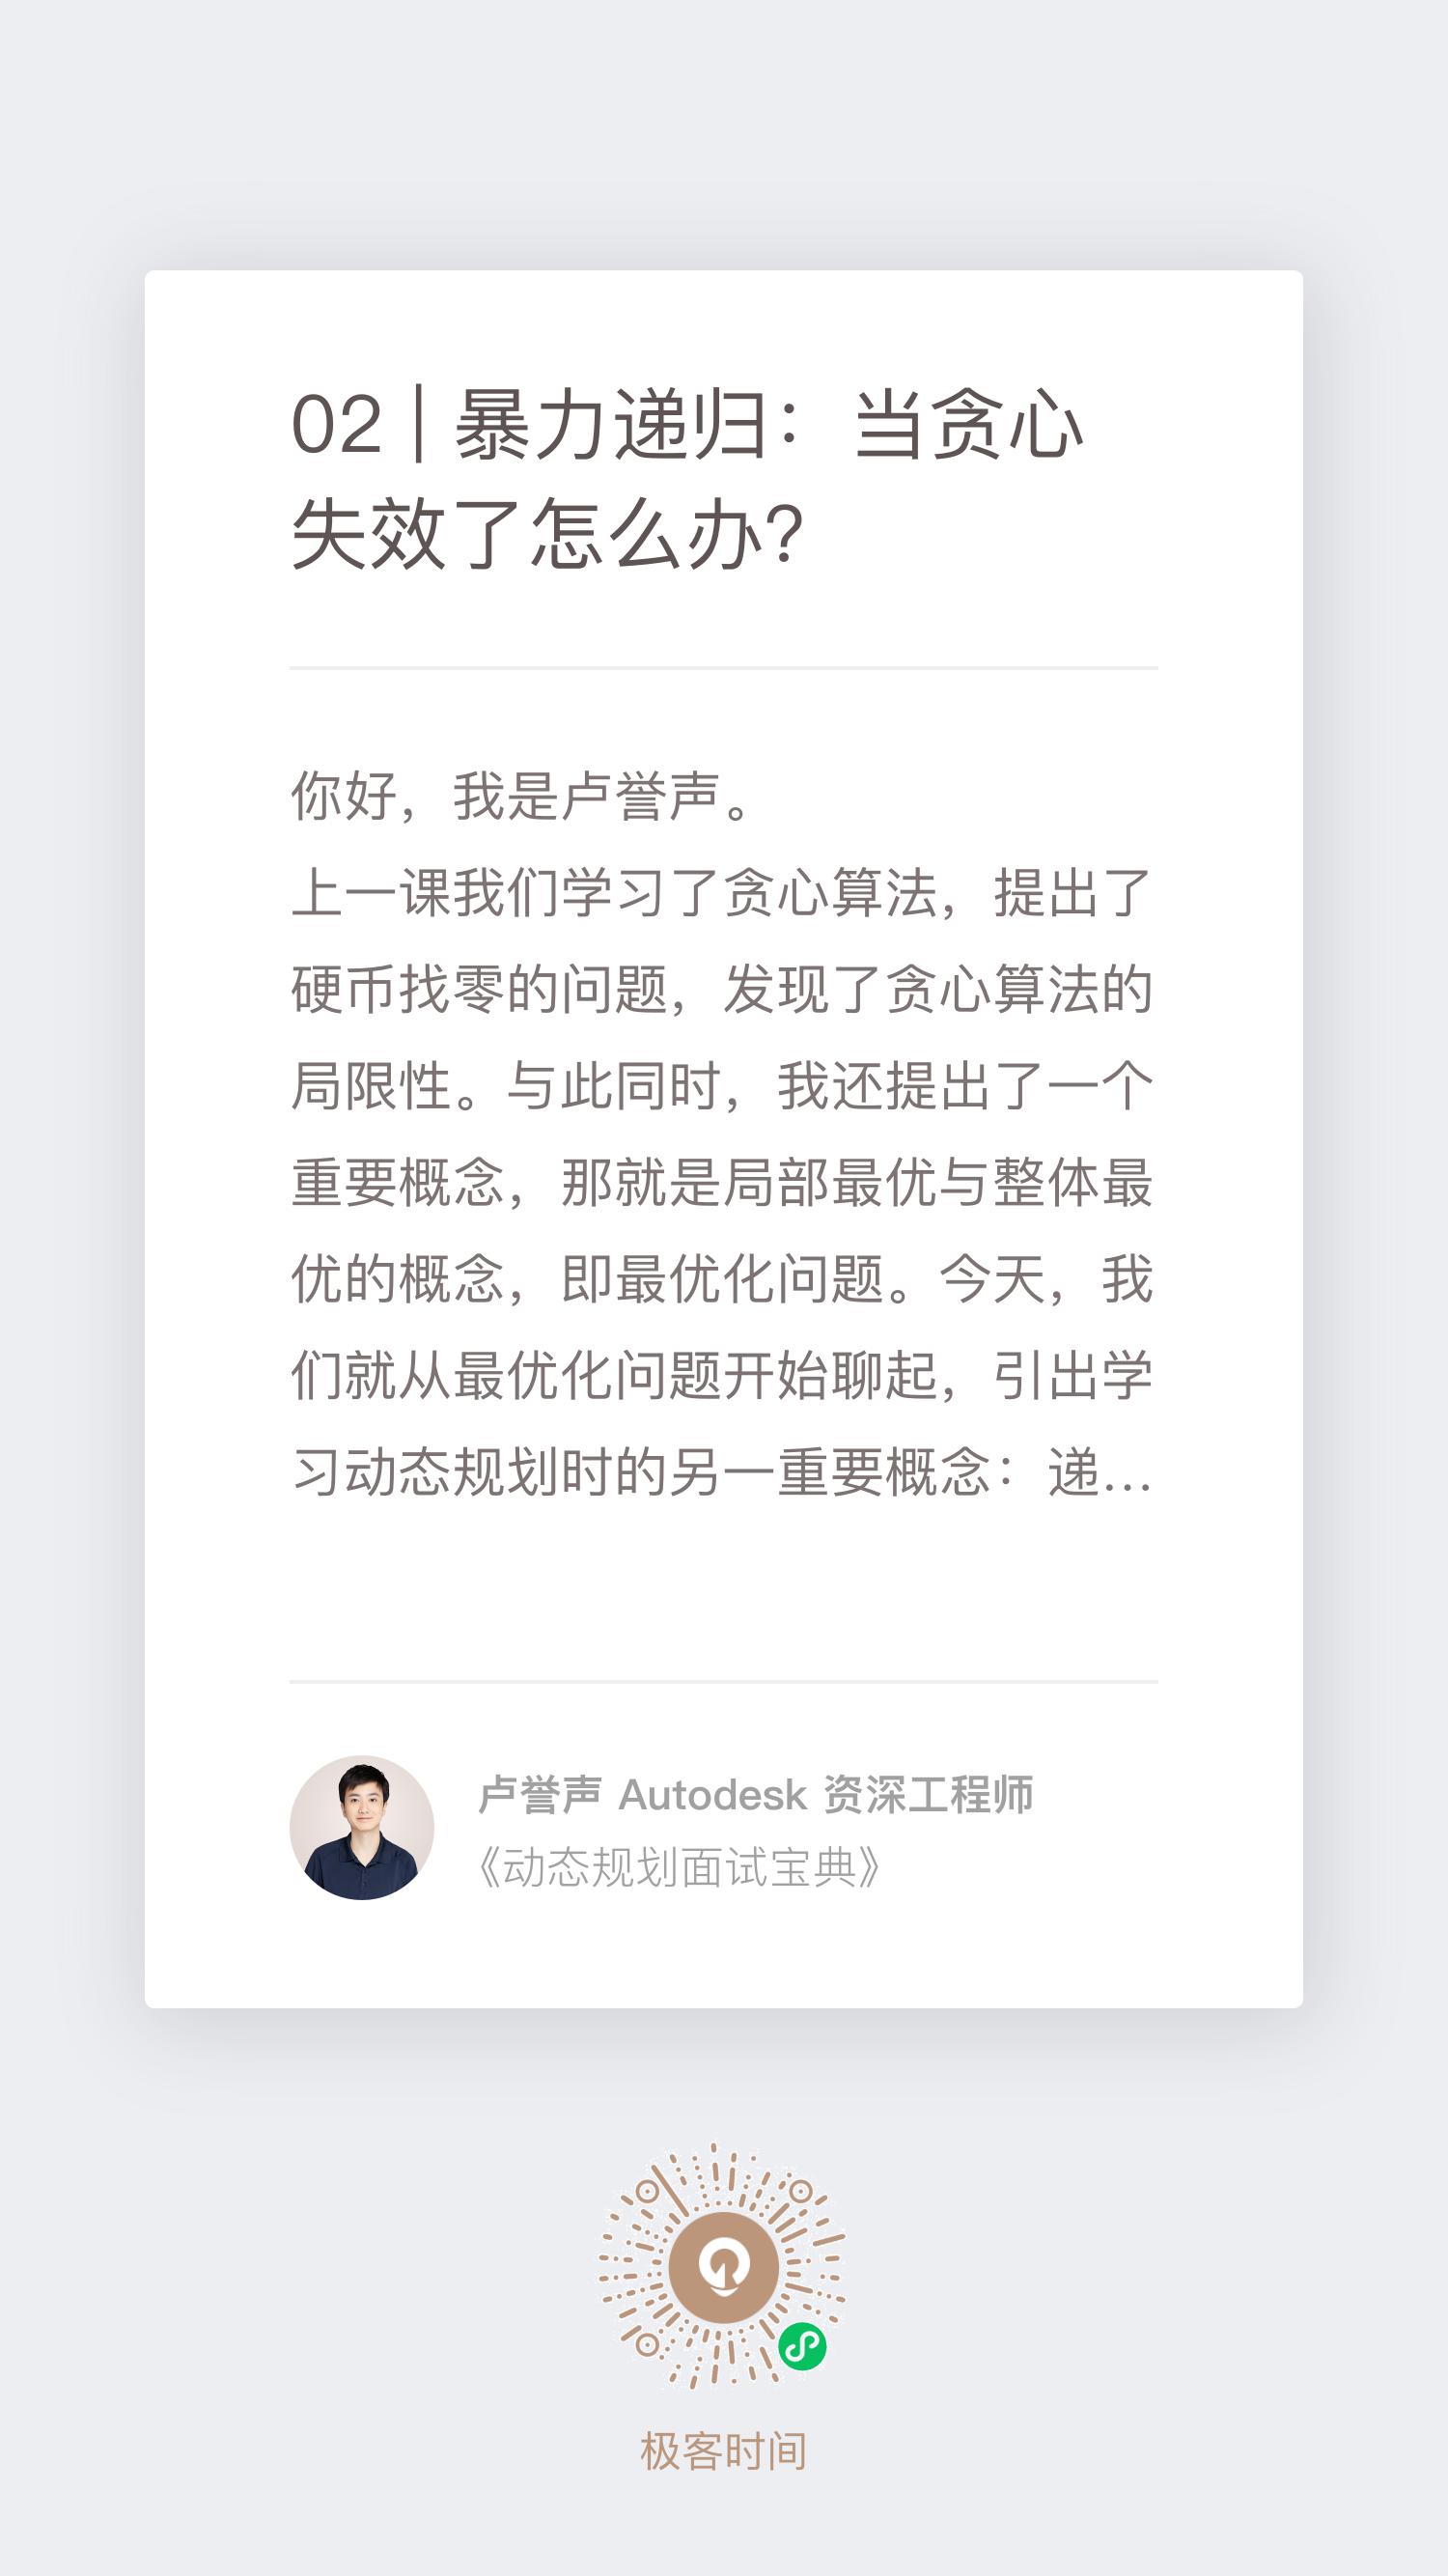 02 | 暴力递归：当贪心
失效了怎么办？
你好，我是卢誉声。
上一课我们学习了贪心算法，提出了
硬币找零的问题，发现了贪心算法的
局限性。与此同时，我还提出了一个
重要概念，那就是局部最优与整体最
优的概念，即最优化问题。今天，我
们就从最优化问题开始聊起，引出学
习动态规划时的另一重要概念：递...
卢誉声 Autodesk 资深工程师
《动态规划面试宝典》
极客时间